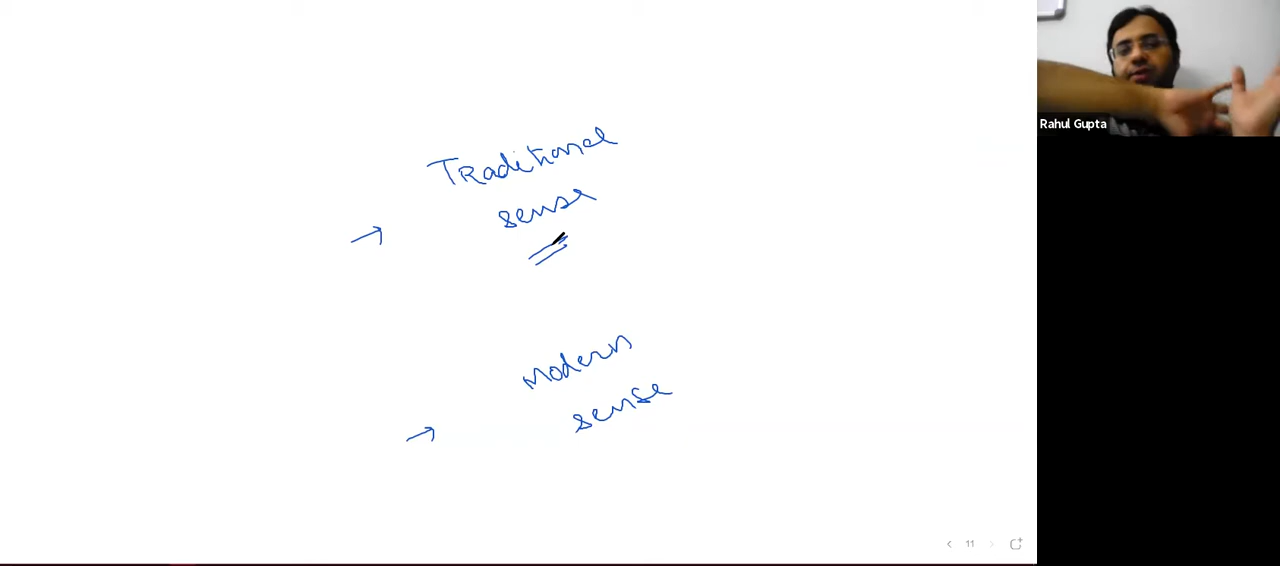 Traditional
sense
→
Modern
sense
→
Rahul Gupta
< 11 >